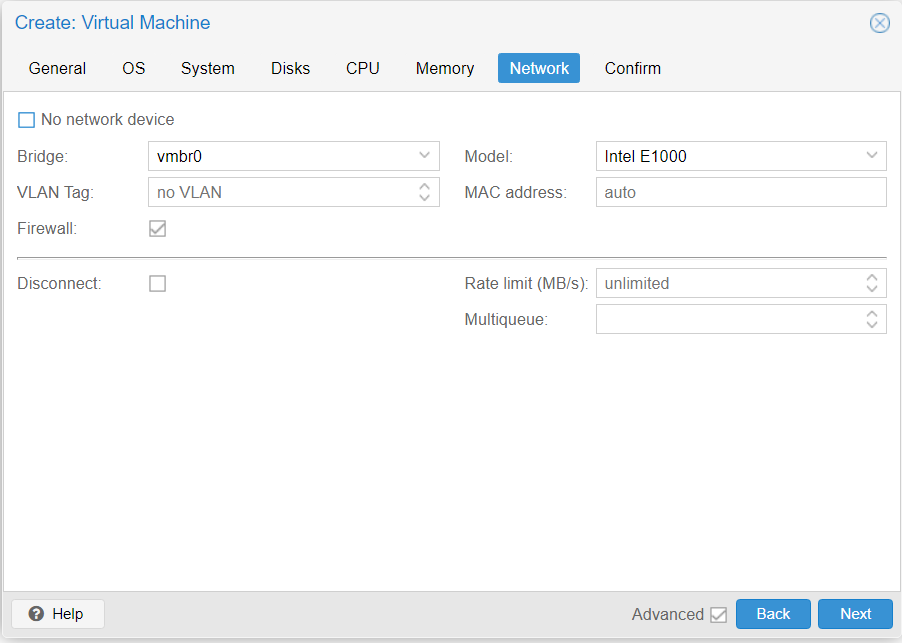 Create: Virtual Machine
General OS System Disks CPU Memory Network Confirm
No network device
Bridge: vmbr0 Model: Intel E1000
VLAN Tag: no VLAN MAC address: auto
Firewall:
Disconnect: Rate limit (MB/s): unlimited
Multiqueue:
Help Advanced Back Next